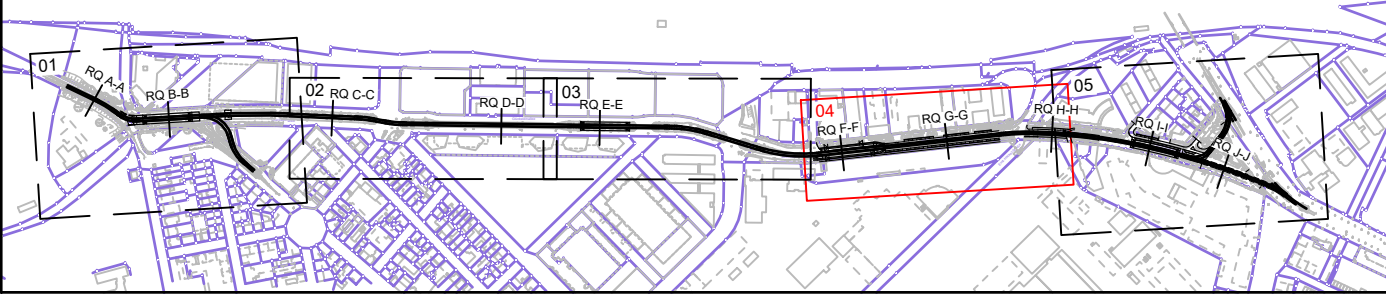 01
RQ A-A
RQ B-B
02
RQ C-C
RQ D-D
03
RQ E-E
04
RQ F-F
RQ G-G
RQ H-H
05
RQ I-I
RQ J-J